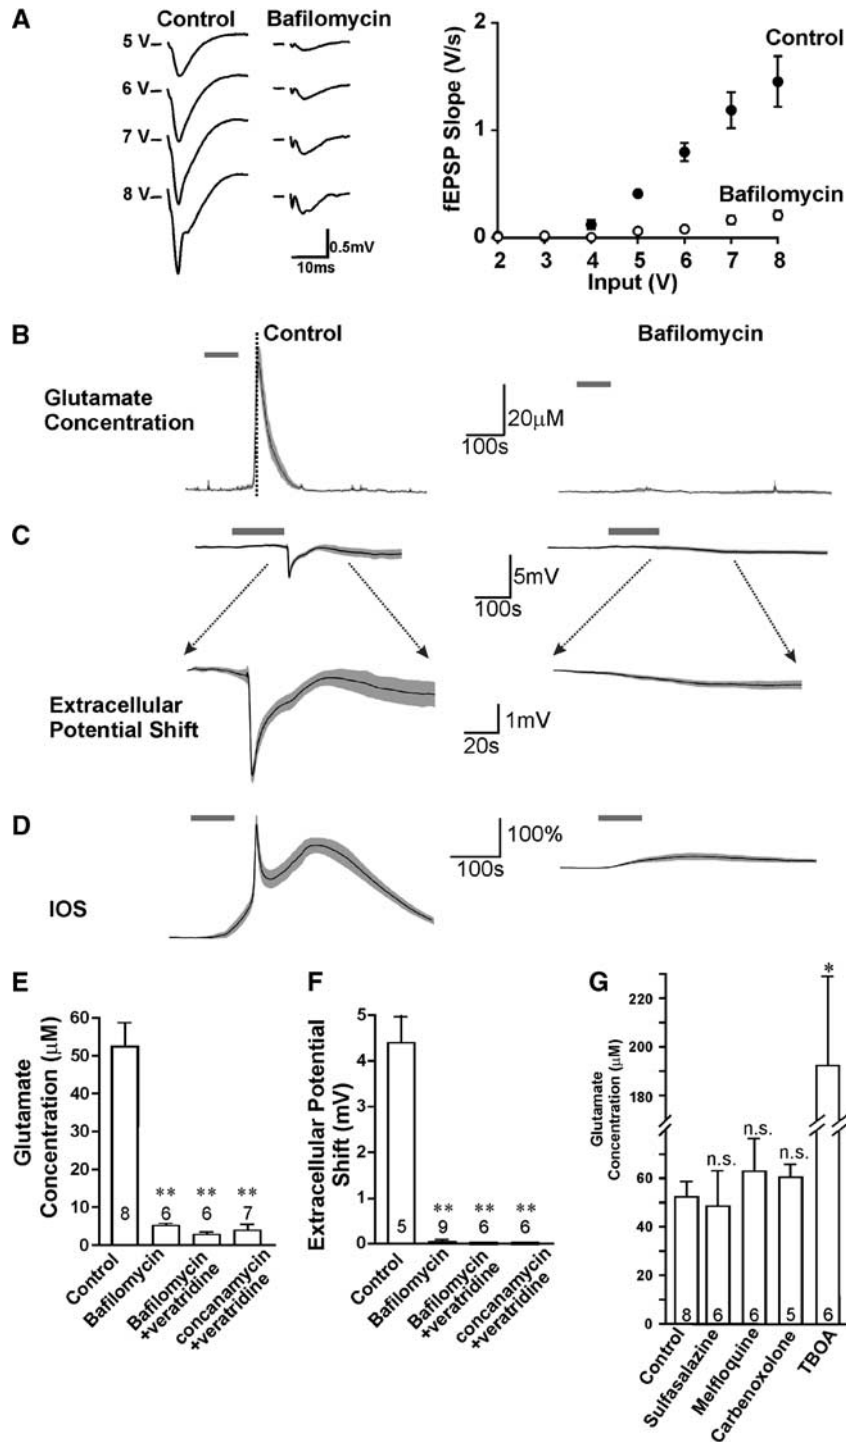 A
Control
Bafilomycin
5 V
6 V
7 V
8 V
0.5mV
10ms
fEPSP Slope (V/s)
2
1
0
Control
Bafilomycin
2 3 4 5 6 7 8
Input (V)
B
Control
Bafilomycin
Glutamate
Concentration
20μM
100s
C
5mV
100s
Extracellular
Potential Shift
1mV
20s
D
100%
100s
IOS
E
Glutamate
Concentration (μM)
60
50
40
30
20
10
0
8
**
6
**
6
**
7
Control
Bafilomycin
Bafilomycin
+veratridine
concanamycin
+veratridine
F
Extracellular Potential
Shift (mV)
5
4
3
2
1
0
5
**
9
**
6
**
6
Control
Bafilomycin
Bafilomycin
+veratridine
concanamycin
+veratridine
G
Glutamate
Concentration (μM)
220
190
60
40
20
0
n.s.
n.s.
n.s.
*
8
6
6
5
6
Control
Sulfasalazine
Melfloquine
Carbenoxolone
TBOA